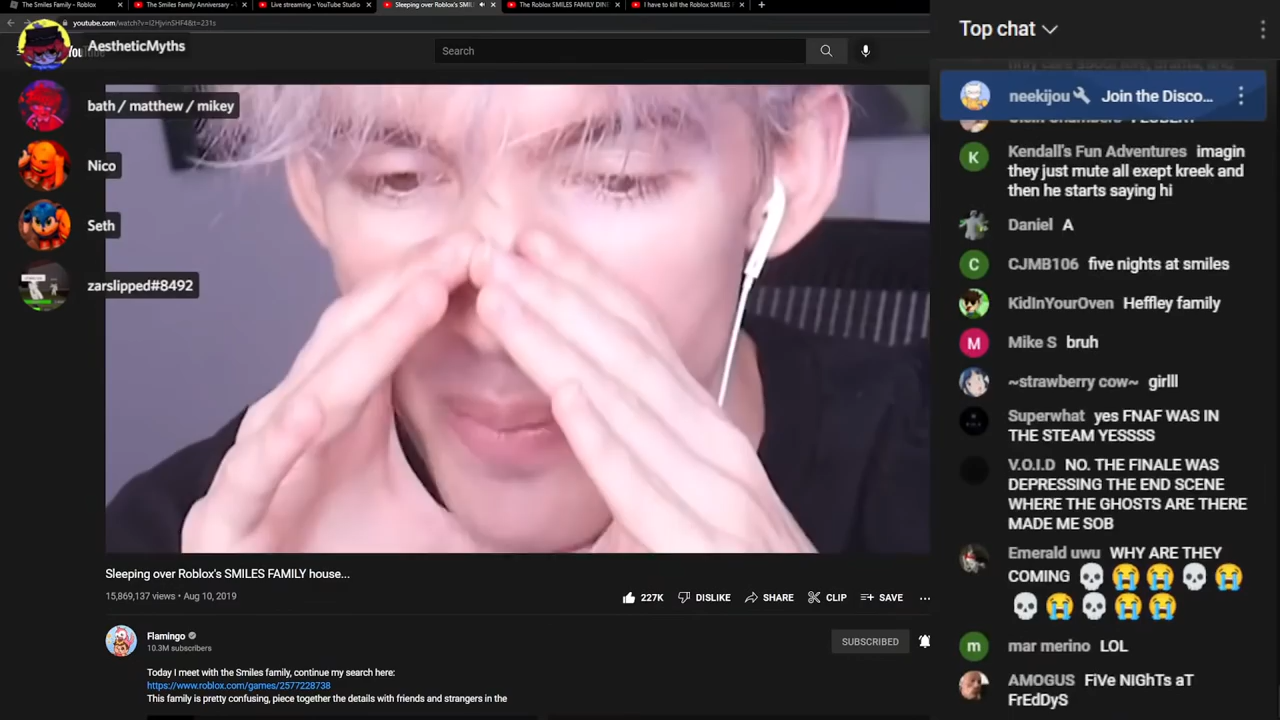 The Smiles Family - Roblox
The Smiles Family Anniversary -
Live streaming - YouTube Studio
Sleeping over Roblox's SMILE
The Roblox SMILES FAMILY DIN
I have to kill the Roblox SMILES
youtube.com/watch?v=I2HjvinSHF4&t=231s
Search
AestheticMyths
bath / matthew / mikey
Nico
Seth
zarslipped#8492
Sleeping over Roblox's SMILES FAMILY house...
15,869,137 views • Aug 10, 2019
227K
DISLIKE
SHARE
CLIP
SAVE
Flamingo
10.3M subscribers
SUBSCRIBED
Today I meet with the Smiles family, continue my search here:
https://www.roblox.com/games/2577228738
This family is pretty confusing, piece together the details with friends and strangers in the
Top chat
neekijou Join the Disco...
K
Kendall's Fun Adventures imagin
they just mute all exept kreek and
then he starts saying hi
Daniel A
C
CJMB106 five nights at smiles
KidInYourOven Heffley family
M
Mike S bruh
~strawberry cow~ girlll
Superwhat yes FNAF WAS IN
THE STEAM YESSSS
V.O.I.D NO. THE FINALE WAS
DEPRESSING THE END SCENE
WHERE THE GHOSTS ARE THERE
MADE ME SOB
Emerald uwu WHY ARE THEY
COMING 💀😭😭💀😭
💀😭💀😭😭
m
mar merino LOL
AMOGUS FiVe NIGhTs aT
FrEdDyS